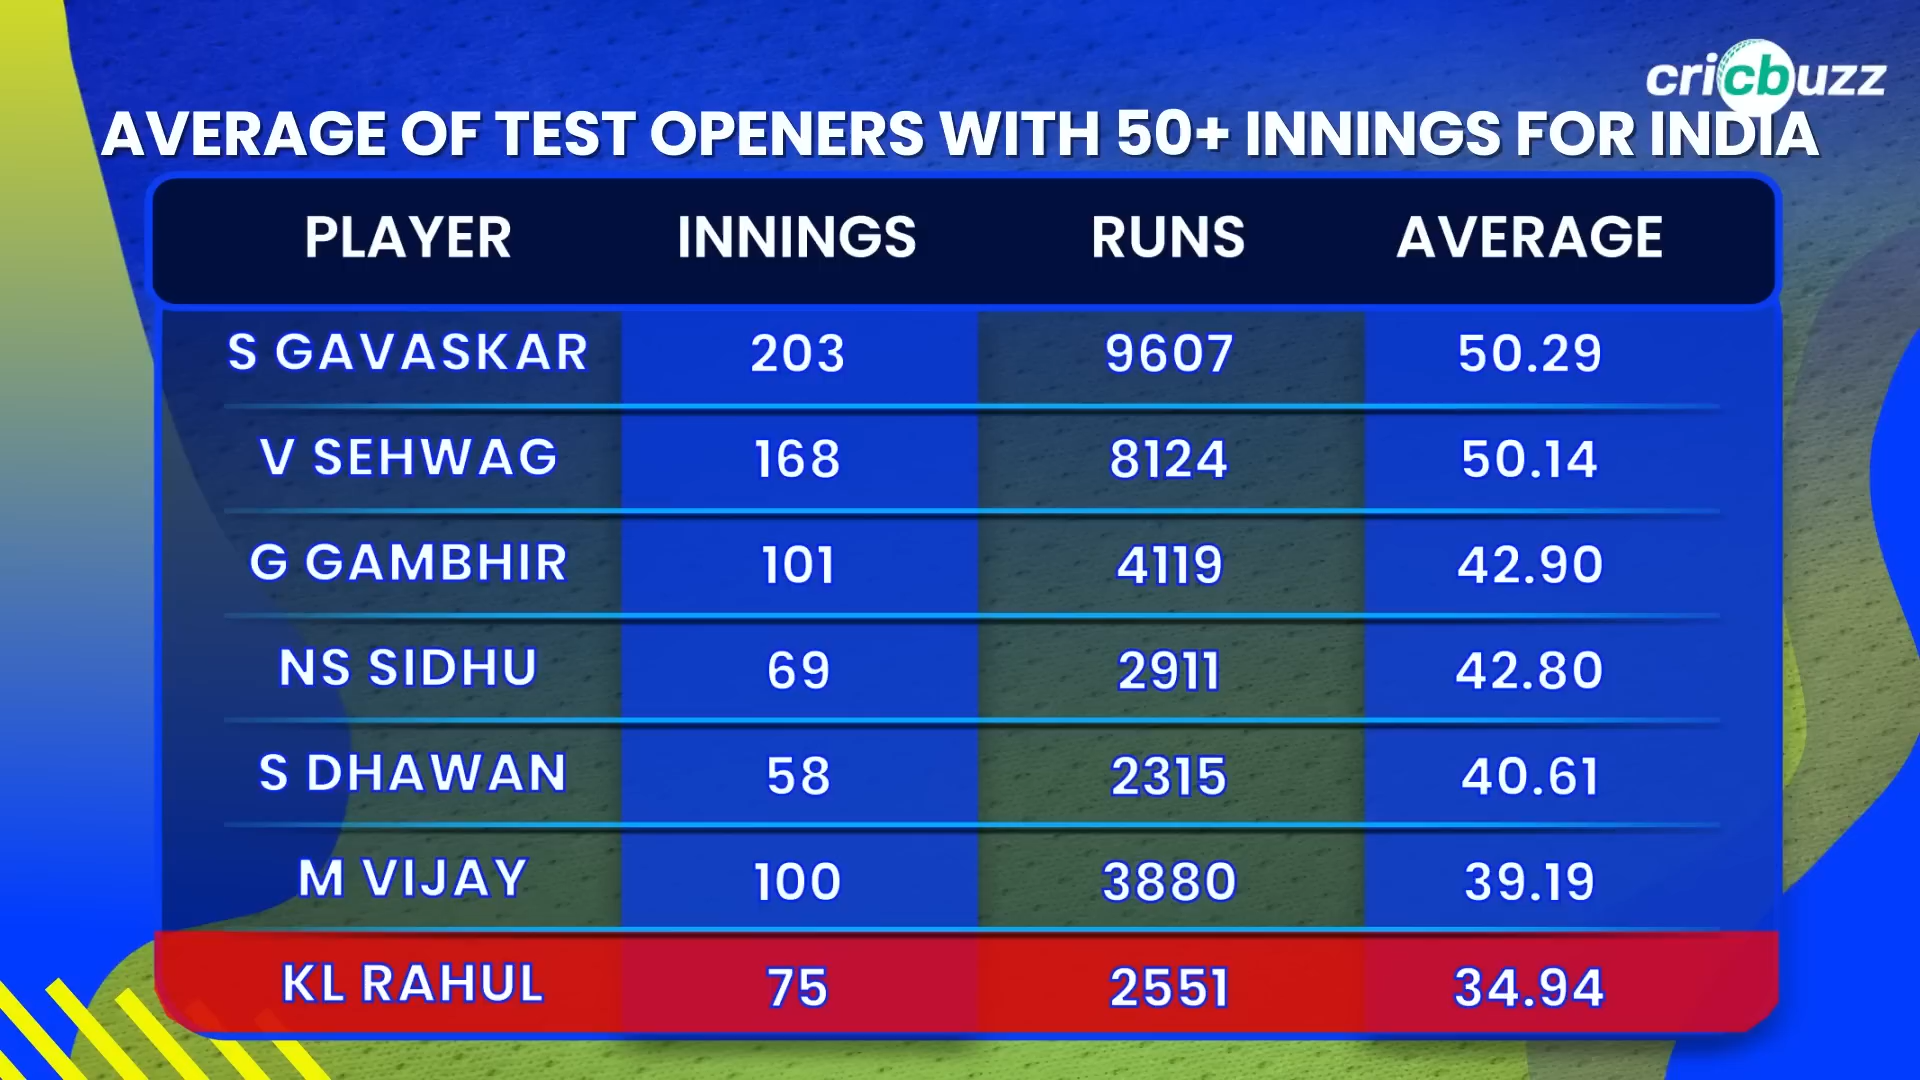 cricbuzz
AVERAGE OF TEST OPENERS WITH 50+ INNINGS FOR INDIA
PLAYER INNINGS RUNS AVERAGE
S GAVASKAR 203 9607 50.29
V SEHWAG 168 8124 50.14
G GAMBHIR 101 4119 42.90
NS SIDHU 69 2911 42.80
S DHAWAN 58 2315 40.61
M VIJAY 100 3880 39.19
KL RAHUL 75 2551 34.94